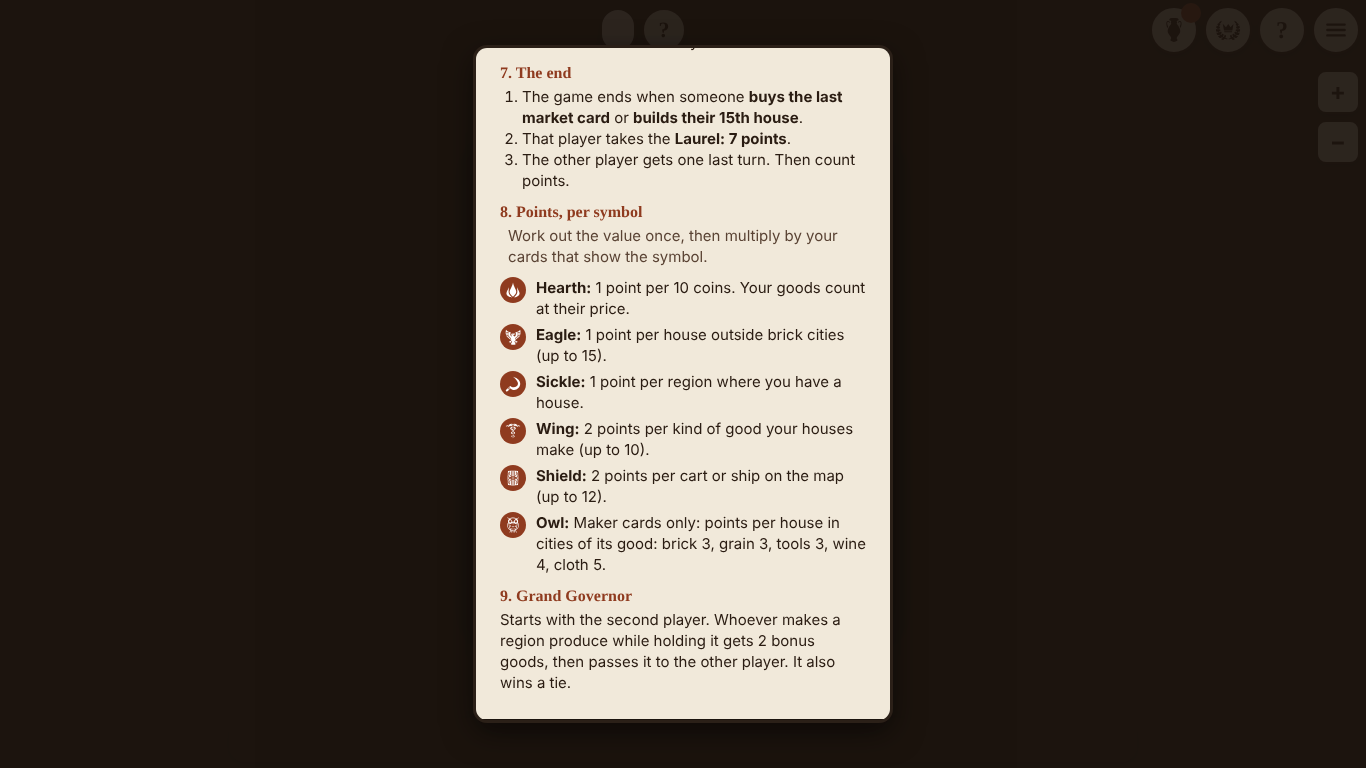 ?
?
7. The end
1. The game ends when someone buys the last
market card or builds their 15th house.
2. That player takes the Laurel: 7 points.
3. The other player gets one last turn. Then count
points.
8. Points, per symbol
Work out the value once, then multiply by your
cards that show the symbol.
Hearth: 1 point per 10 coins. Your goods count
at their price.
Eagle: 1 point per house outside brick cities
(up to 15).
Sickle: 1 point per region where you have a
house.
Wing: 2 points per kind of good your houses
make (up to 10).
Shield: 2 points per cart or ship on the map
(up to 12).
Owl: Maker cards only: points per house in
cities of its good: brick 3, grain 3, tools 3, wine
4, cloth 5.
9. Grand Governor
Starts with the second player. Whoever makes a
region produce while holding it gets 2 bonus
goods, then passes it to the other player. It also
wins a tie.
+
−